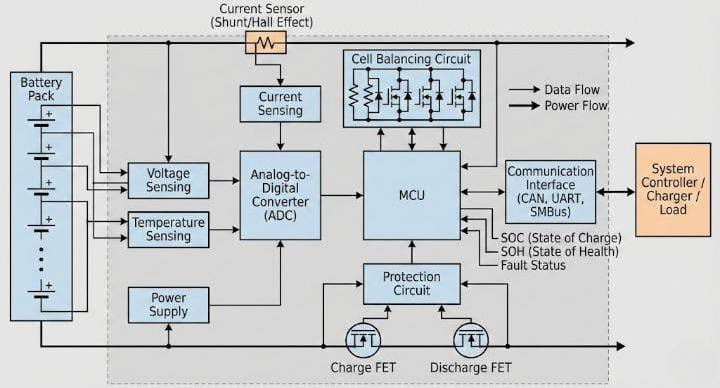 Current Sensor
(Shunt/Hall Effect)
Battery
Pack
+
+
+
+
+
Cell Balancing Circuit
Data Flow
Power Flow
Current
Sensing
Voltage
Sensing
Analog-to-
Digital
Converter
(ADC)
MCU
Communication
Interface
(CAN, UART,
SMBus)
System
Controller /
Charger /
Load
Temperature
Sensing
SOC (State of Charge)
SOH (State of Health)
Fault Status
Power
Supply
Protection
Circuit
Charge FET
Discharge FET